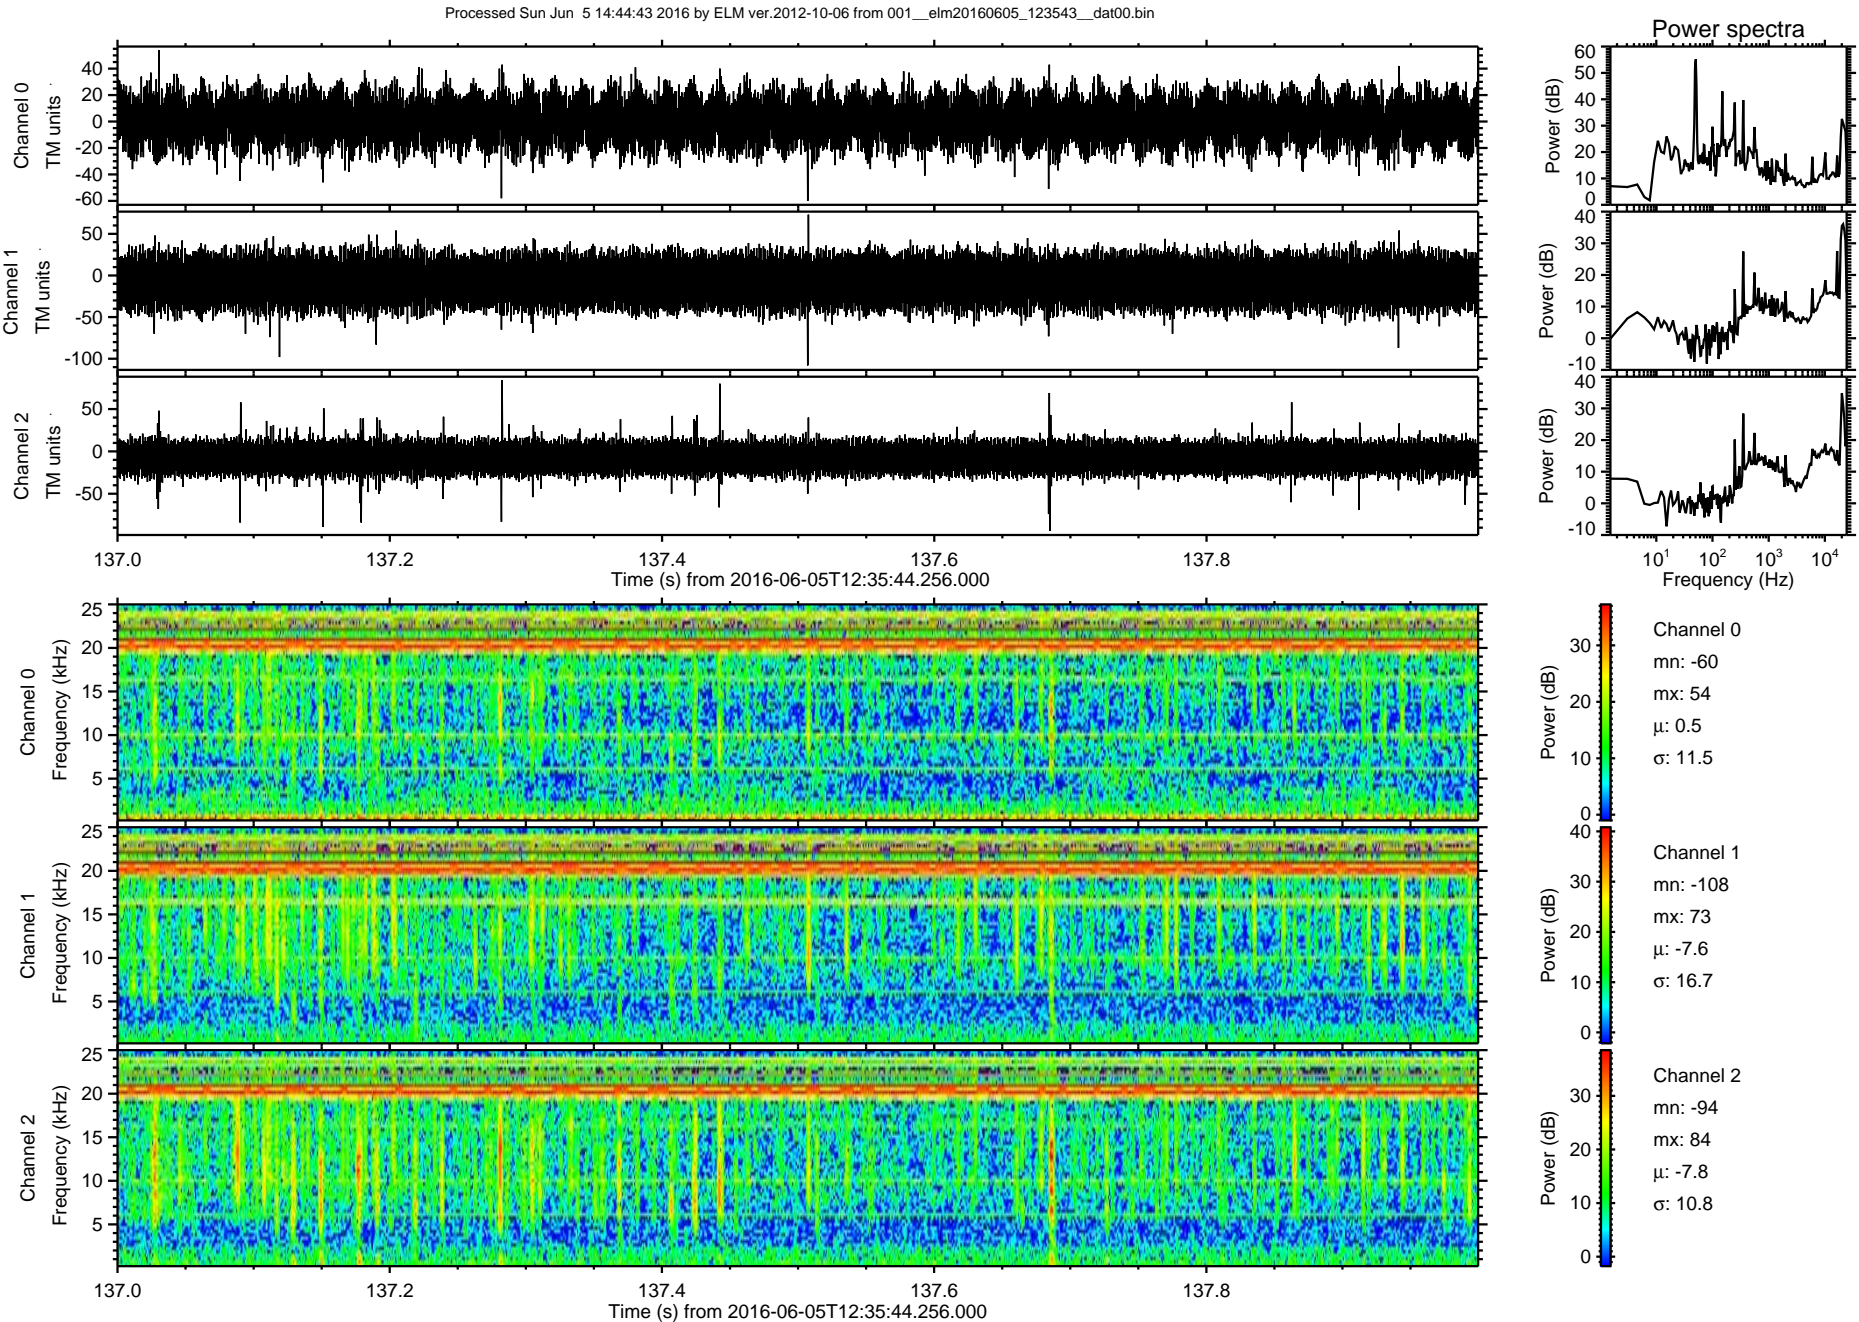 Processed Sun Jun  5 14:44:43 2016 by ELM ver.2012-10-06 from 001__elm20160605_123543__dat00.bin
Power spectra
Channel 0
TM units
40
20
0
-20
-40
-60
Power (dB)
60
50
40
30
20
10
0
Channel 1
TM units
50
0
-50
-100
Power (dB)
40
30
20
10
0
-10
Channel 2
TM units
50
0
-50
Power (dB)
40
30
20
10
0
-10
137.0 137.2 137.4 137.6 137.8
Time (s) from 2016-06-05T12:35:44.256.000
10¹ 10² 10³ 10⁴
Frequency (Hz)
Channel 0
Frequency (kHz)
25
20
15
10
5
Power (dB)
30
20
10
0
Channel 0
mn: -60
mx: 54
μ: 0.5
σ: 11.5
Channel 1
Frequency (kHz)
25
20
15
10
5
Power (dB)
40
30
20
10
0
Channel 1
mn: -108
mx: 73
μ: -7.6
σ: 16.7
Channel 2
Frequency (kHz)
25
20
15
10
5
Power (dB)
30
20
10
0
Channel 2
mn: -94
mx: 84
μ: -7.8
σ: 10.8
137.0 137.2 137.4 137.6 137.8
Time (s) from 2016-06-05T12:35:44.256.000